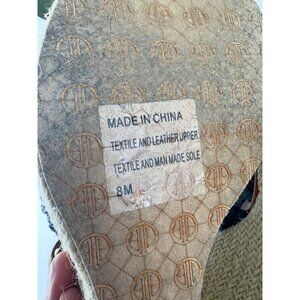 MADE IN CHINA
TEXTILE AND LEATHER UPPER
TEXTILE AND MAN MADE SOLE
8M